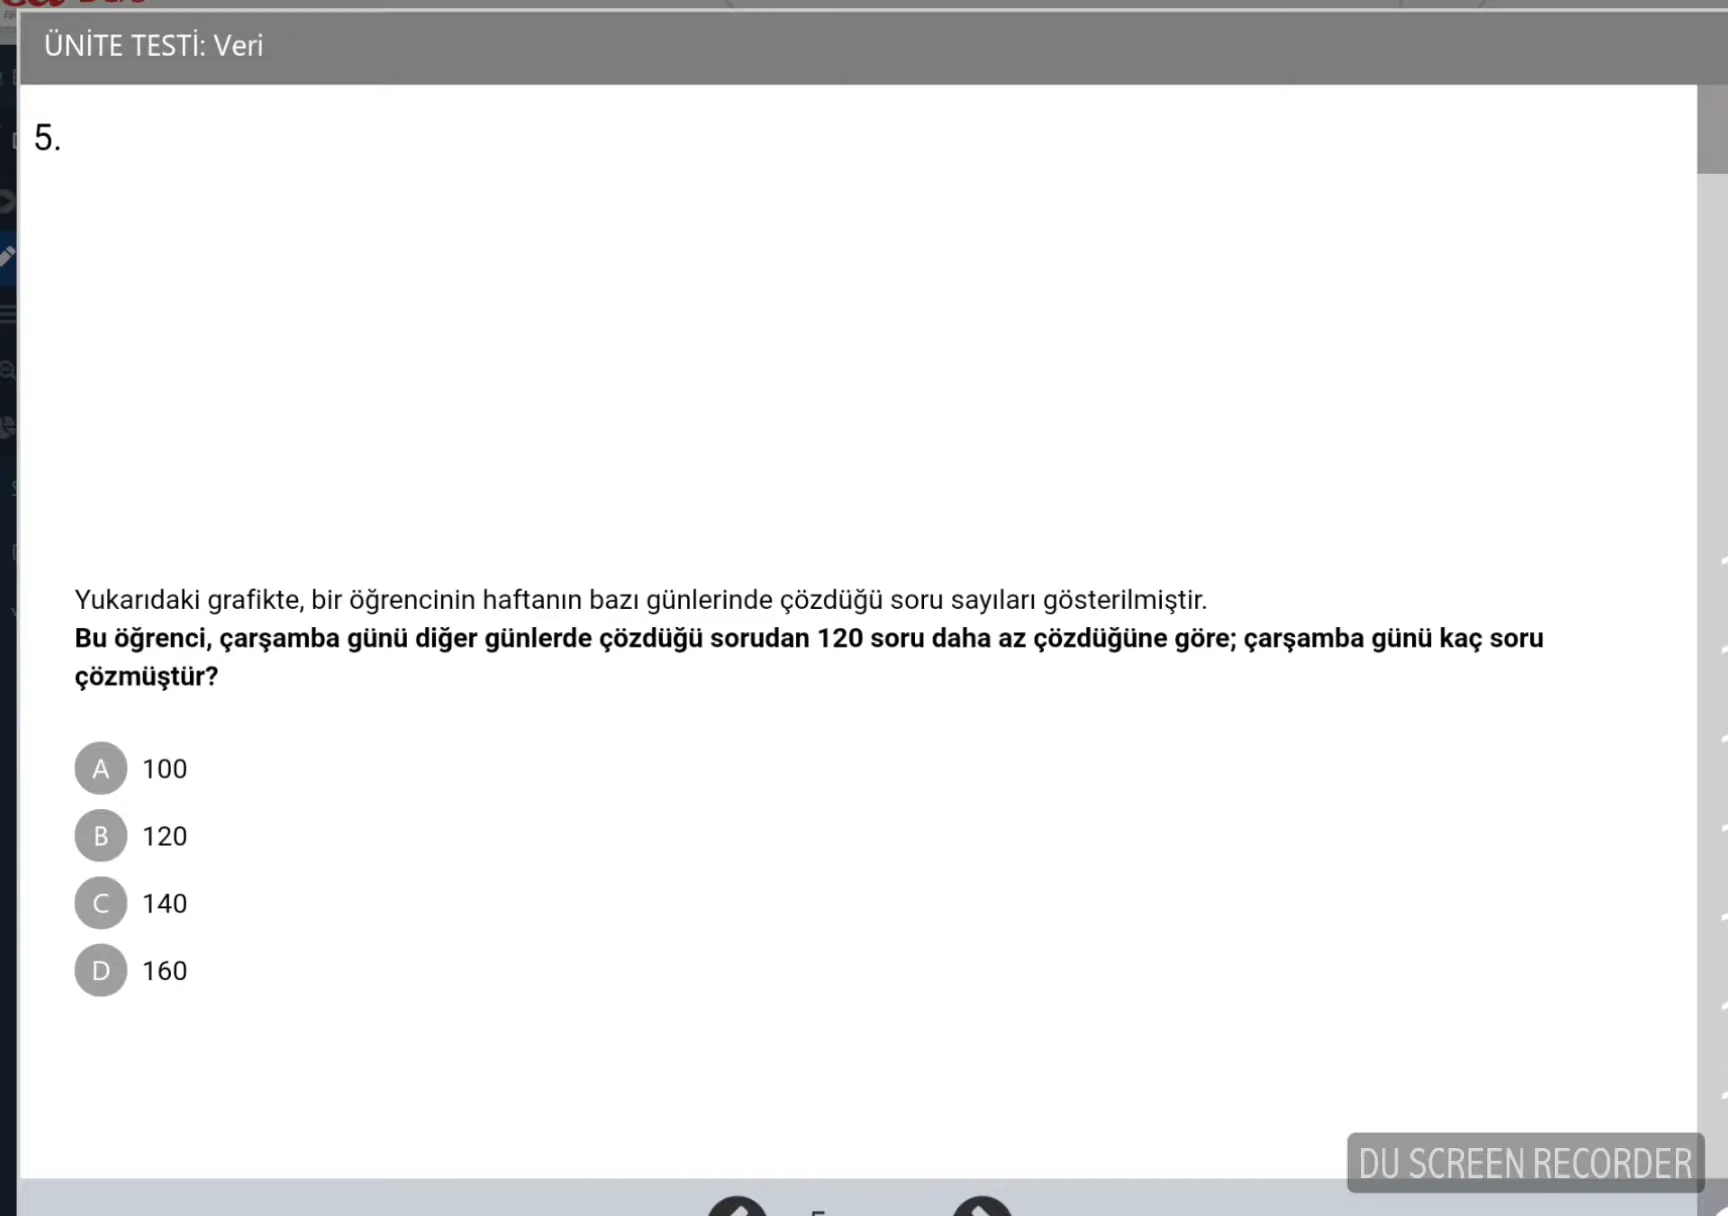 ÜNİTE TESTİ: Veri
5.
Yukarıdaki grafikte, bir öğrencinin haftanın bazı günlerinde çözdüğü soru sayıları gösterilmiştir.
Bu öğrenci, çarşamba günü diğer günlerde çözdüğü sorudan 120 soru daha az çözdüğüne göre; çarşamba günü kaç soru
çözmüştür?
A 100
B 120
C 140
D 160
DU SCREEN RECORDER